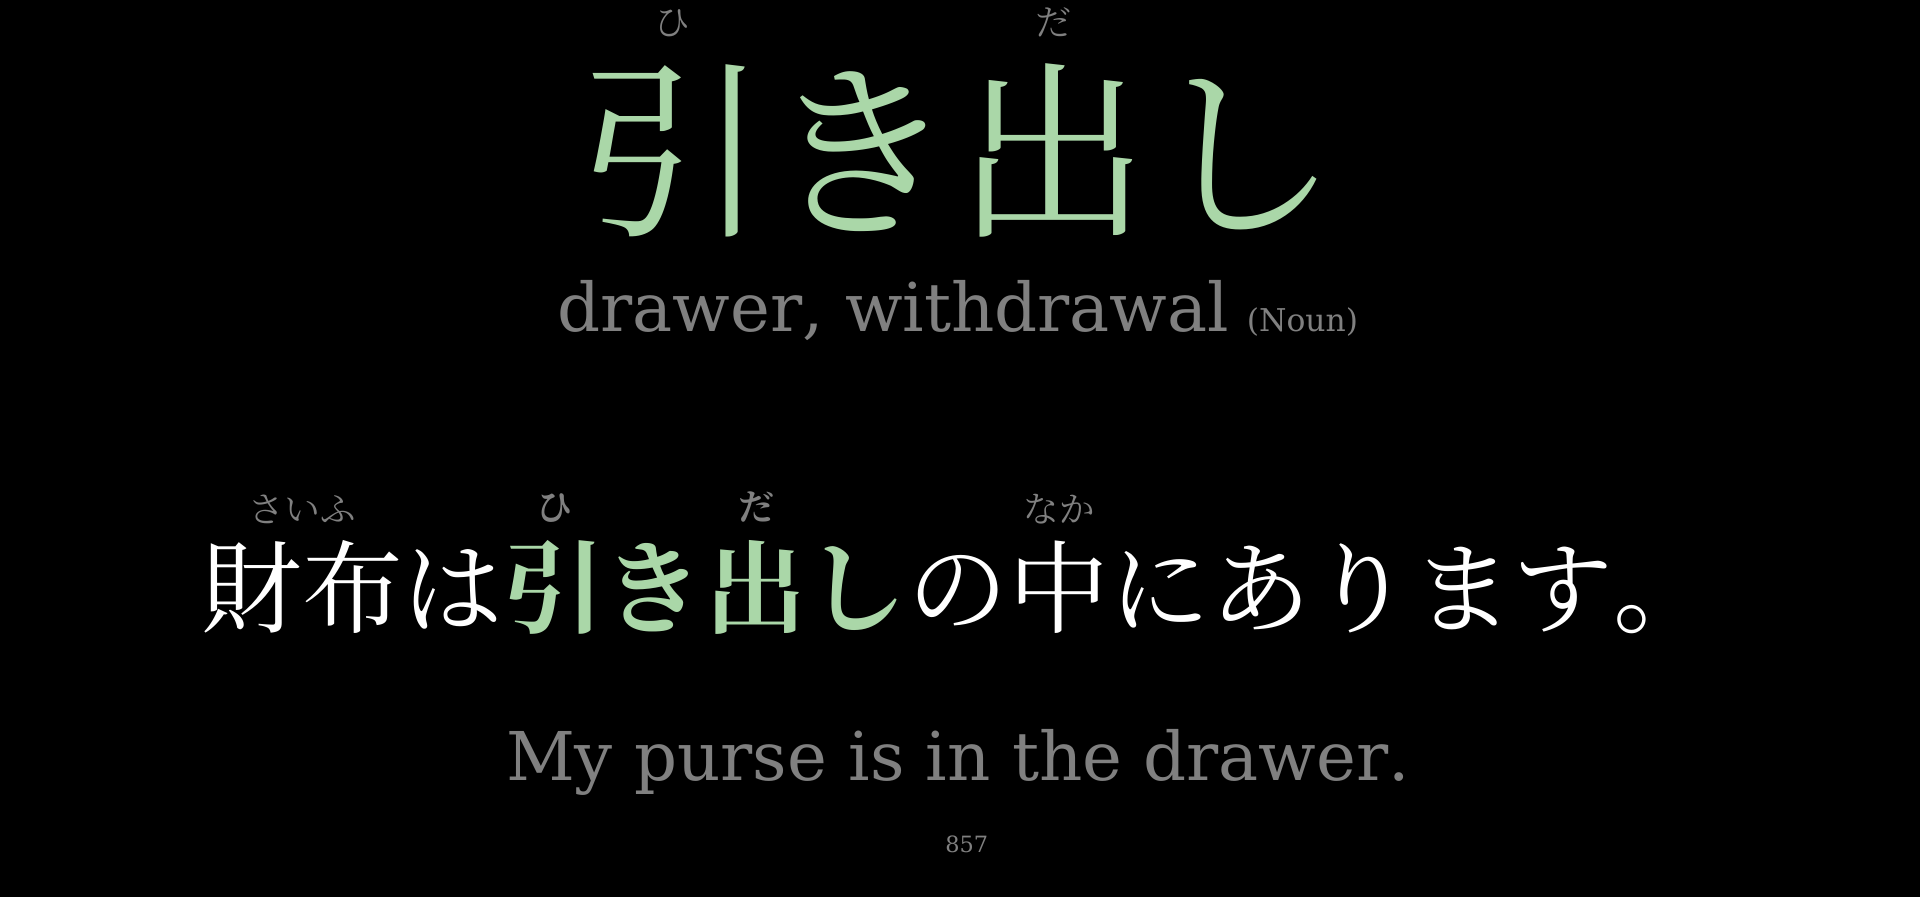 ひ だ
引き出し
drawer, withdrawal (Noun)
さいふ ひ だ なか
財布は引き出しの中にあります。
My purse is in the drawer.
857